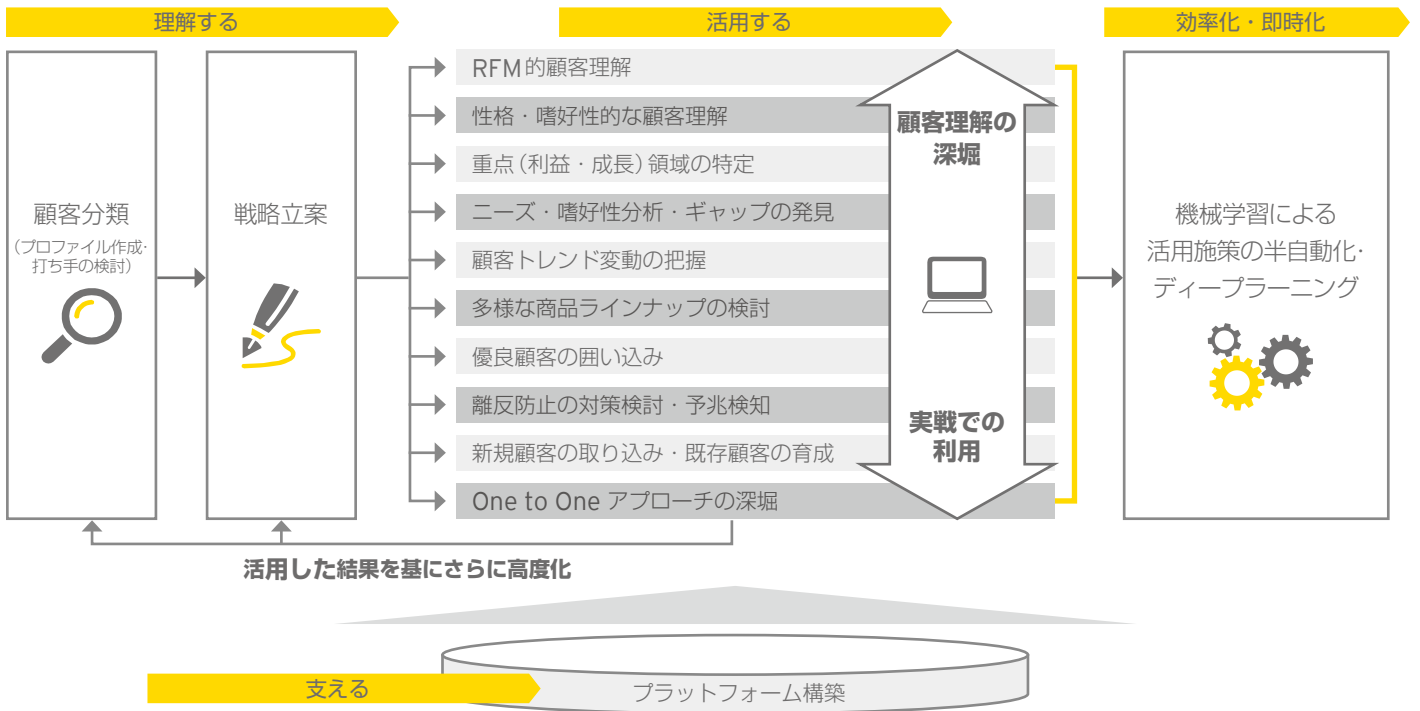 理解する
活用する
効率化・即時化
顧客分類
(プロファイル作成・
打ち手の検討)
戦略立案
RFM的顧客理解
性格・嗜好性的な顧客理解
重点(利益・成長)領域の特定
ニーズ・嗜好性分析・ギャップの発見
顧客トレンド変動の把握
多様な商品ラインナップの検討
優良顧客の囲い込み
離反防止の対策検討・予兆検知
新規顧客の取り込み・既存顧客の育成
One to One アプローチの深堀
顧客理解の
深堀
実戦での
利用
機械学習による
活用施策の半自動化・
ディープラーニング
活用した結果を基にさらに高度化
支える
プラットフォーム構築